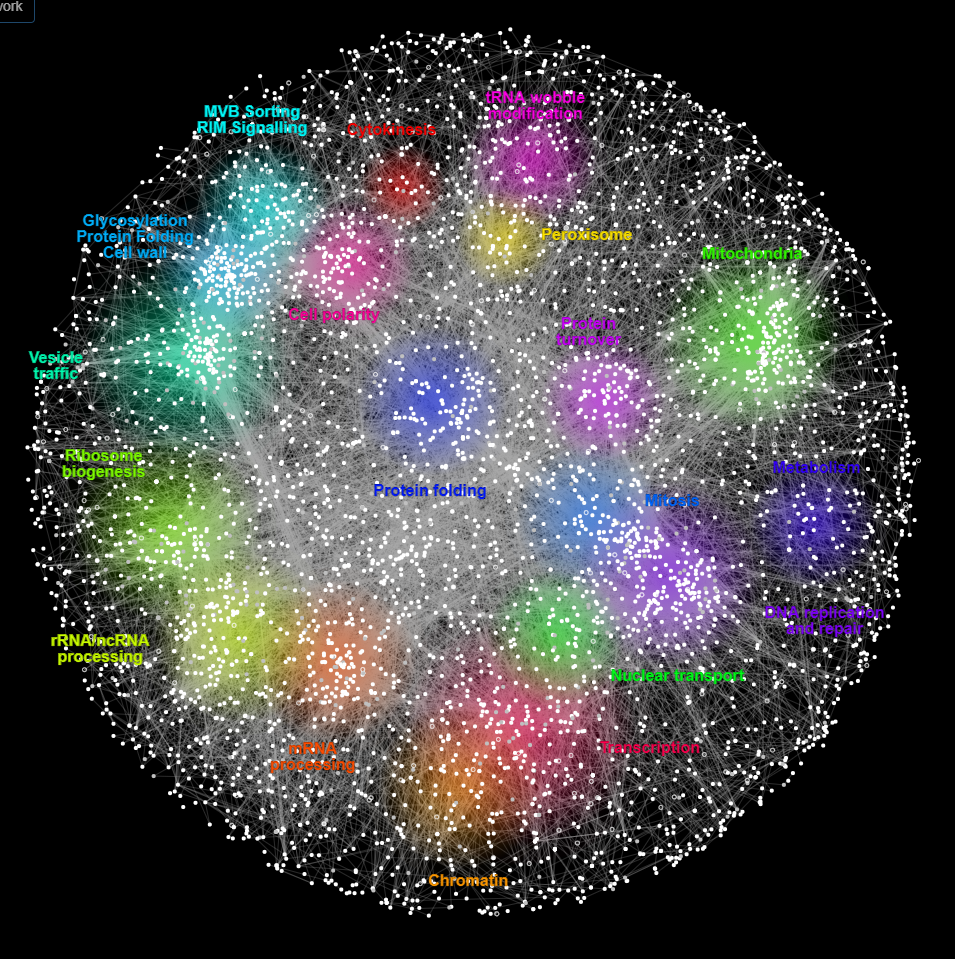 work
tRNA wobble
modification
MVB Sorting
RIM Signalling
Cytokinesis
Glycosylation
Protein Folding
Cell wall
Peroxisome
Mitochondria
Cell polarity
Protein
turnover
Vesicle
traffic
Ribosome
biogenesis
Metabolism
Protein folding
Mitosis
DNA replication
and repair
rRNA/ncRNA
processing
Nuclear transport
mRNA
processing
Transcription
Chromatin